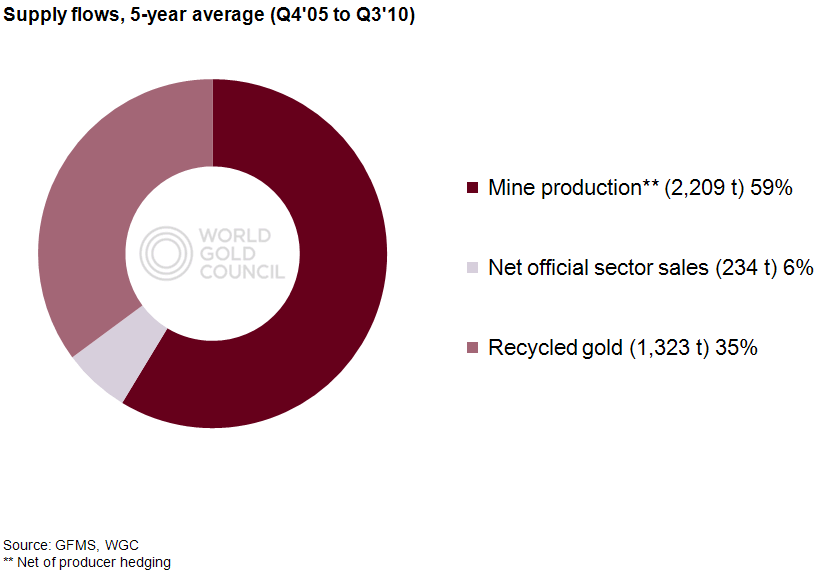 Supply flows, 5-year average (Q4'05 to Q3'10)
WORLD
GOLD
COUNCIL
Mine production** (2,209 t) 59%
Net official sector sales (234 t) 6%
Recycled gold (1,323 t) 35%
Source: GFMS, WGC
** Net of producer hedging